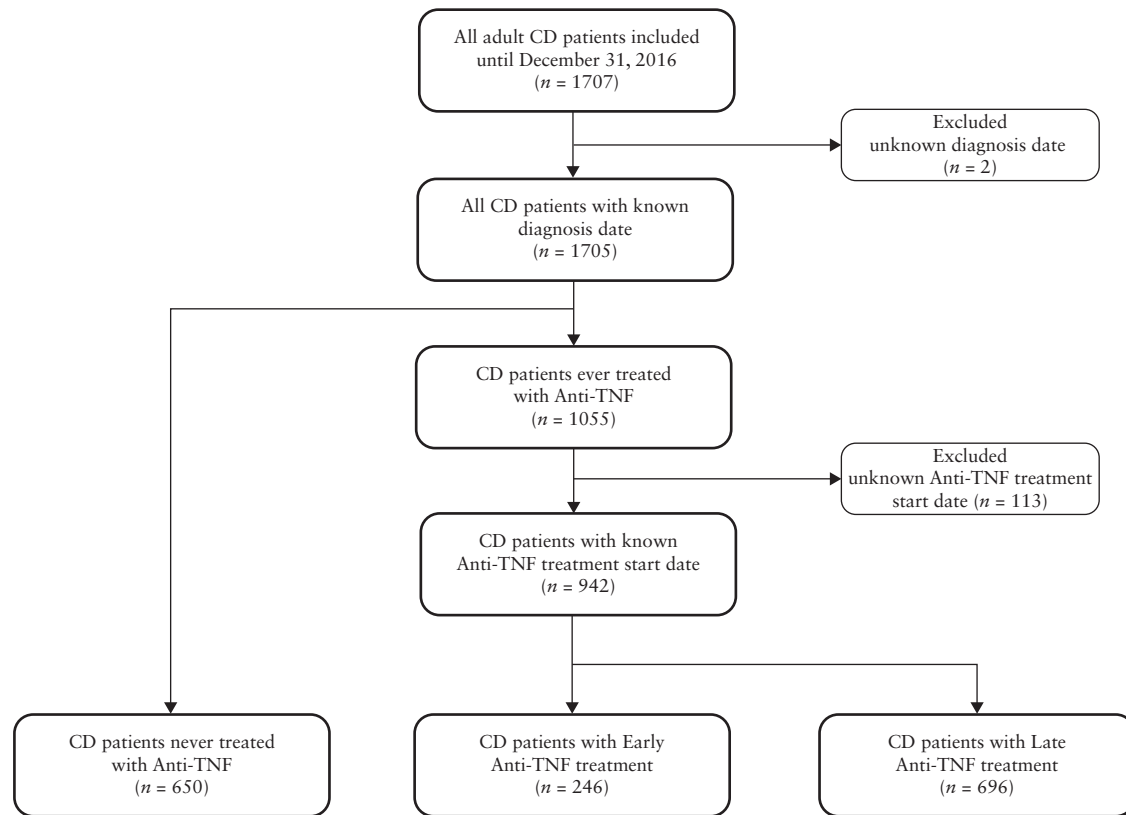 All adult CD patients included
until December 31, 2016
(n = 1707)
Excluded
unknown diagnosis date
(n = 2)
All CD patients with known
diagnosis date
(n = 1705)
CD patients ever treated
with Anti-TNF
(n = 1055)
Excluded
unknown Anti-TNF treatment
start date (n = 113)
CD patients with known
Anti-TNF treatment start date
(n = 942)
CD patients never treated
with Anti-TNF
(n = 650)
CD patients with Early
Anti-TNF treatment
(n = 246)
CD patients with Late
Anti-TNF treatment
(n = 696)